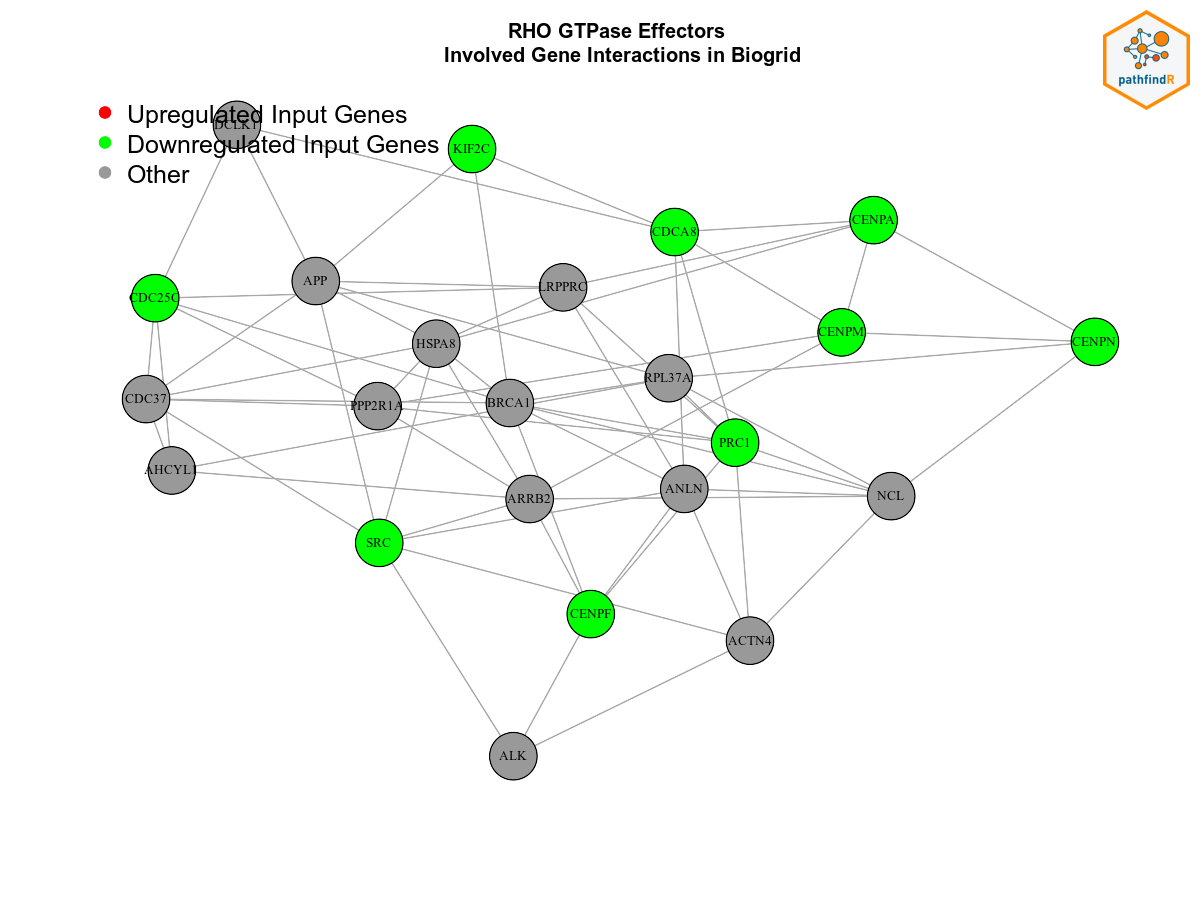 RHO GTPase Effectors
Involved Gene Interactions in Biogrid
pathfindR
Upregulated Input Genes
DCLK1
Downregulated Input Genes
KIF2C
Other
CENPA
CDCA8
APP
LRPPRC
CDC25C
CENPM
CENPN
HSPA8
RPL37A
CDC37
PPP2R1A
BRCA1
PRC1
AHCYL1
ANLN
NCL
ARRB2
SRC
CENPF
ACTN4
ALK